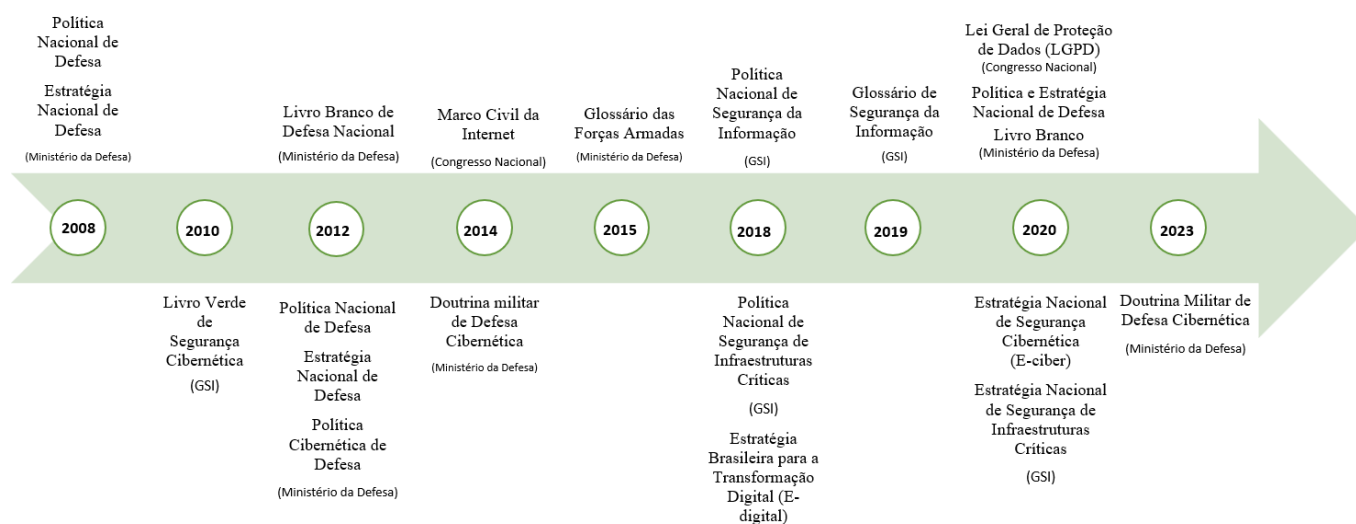 Política
Nacional de
Defesa
Estratégia
Nacional de
Defesa
(Ministério da Defesa)
Livro Branco de
Defesa Nacional
(Ministério da Defesa)
Marco Civil da
Internet
(Congresso Nacional)
Glossário das
Forças Armadas
(Ministério da Defesa)
Política
Nacional de
Segurança da
Informação
(GSI)
Glossário de
Segurança da
Informação
(GSI)
Lei Geral de Proteção
de Dados (LGPD)
(Congresso Nacional)
Política e Estratégia
Nacional de Defesa
Livro Branco
(Ministério da Defesa)
2008
2010
2012
2014
2015
2018
2019
2020
2023
Livro Verde
de
Segurança
Cibernética
(GSI)
Política Nacional
de Defesa
Estratégia
Nacional de
Defesa
Política
Cibernética de
Defesa
(Ministério da Defesa)
Doutrina militar
de Defesa
Cibernética
(Ministério da Defesa)
Política
Nacional de
Segurança de
Infraestruturas
Críticas
(GSI)
Estratégia
Brasileira para a
Transformação
Digital (E-
digital)
Estratégia Nacional
de Segurança
Cibernética
(E-ciber)
Estratégia Nacional
de Segurança de
Infraestruturas
Críticas
(GSI)
Doutrina Militar de
Defesa Cibernética
(Ministério da Defesa)